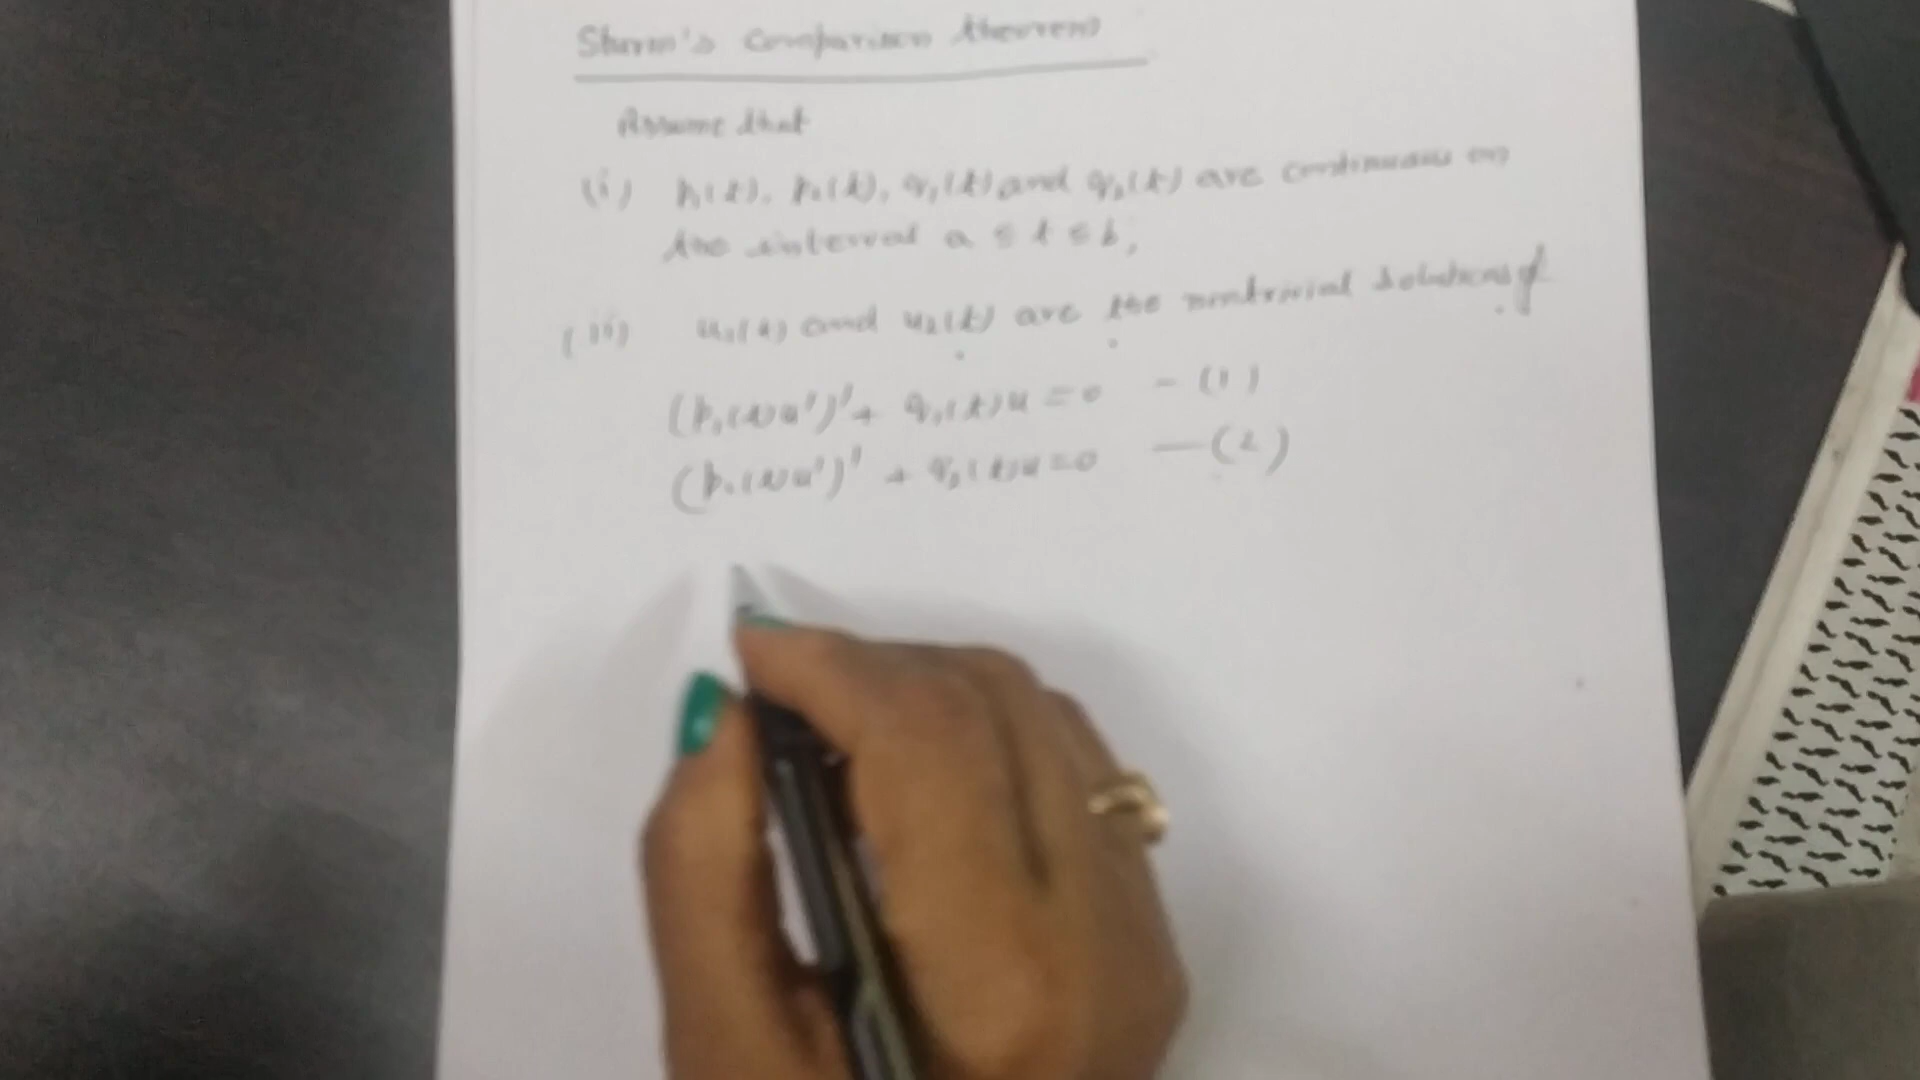 Sturm's Comparison theorem
Assume that
(i) p₁(t), p₂(t), q₁(t) and q₂(t) are continuous on
the interval a ≤ t ≤ b;
(ii) u₁(t) and u₂(t) are the nontrivial solutions of
(p₁(t)u')' + q₁(t)u = 0 - (1)
(p₂(t)u')' + q₂(t)u = 0 — (2)